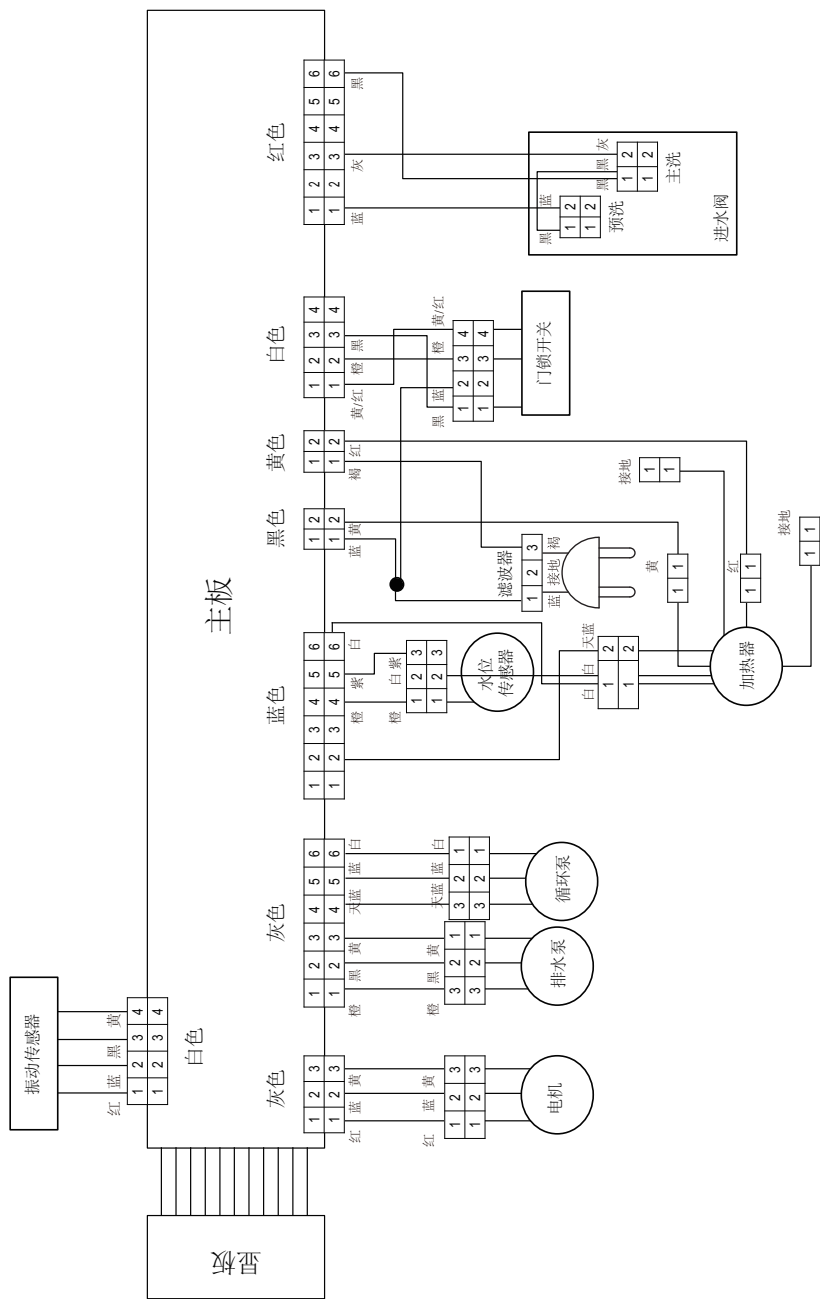 振动传感器
红 蓝 黑 黄
1 2 3 4
1 2 3 4
白色
主板
显板
灰色 灰色 蓝色 黑色 黄色 白色 红色
1 2 3 1 2 3 4 5 6 1 2 3 4 5 6 1 2 1 2 1 2 3 4 1 2 3 4 5 6
1 2 3 1 2 3 4 5 6 1 2 3 4 5 6 1 2 1 2 1 2 3 4 1 2 3 4 5 6
红 蓝 黄 橙 黑 黄 天蓝 蓝 白 橙 紫 白 蓝 黄 褐 红 黄/红 橙 黑 蓝 灰 黑
橙 白 紫
1 2 3
1 2 3
水位
传感器
红 蓝 黄
1 2 3
1 2 3
电机
橙 黑 黄
3 2 1
3 2 1
排水泵
天蓝 蓝 白
3 2 1
3 2 1
循环泵
黑 蓝 橙 黄/红
1 2 3 4
1 2 3 4
门锁开关
滤波器
1 2 3
蓝 接地 褐
黑 蓝
1 2
1 2
预洗
黑 黑 灰
1 2
1 2
主洗
进水阀
白 白 天蓝
1 2
1 2
黄
1
1
接地
1
1
红
1
1
加热器
接地
1
1